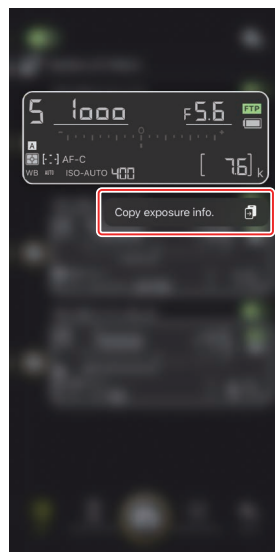 S 1000 F5.6 FTP
A
[ ] AF-C
WB AUTO ISO-AUTO 400 [ 7.6] k
Copy exposure info.